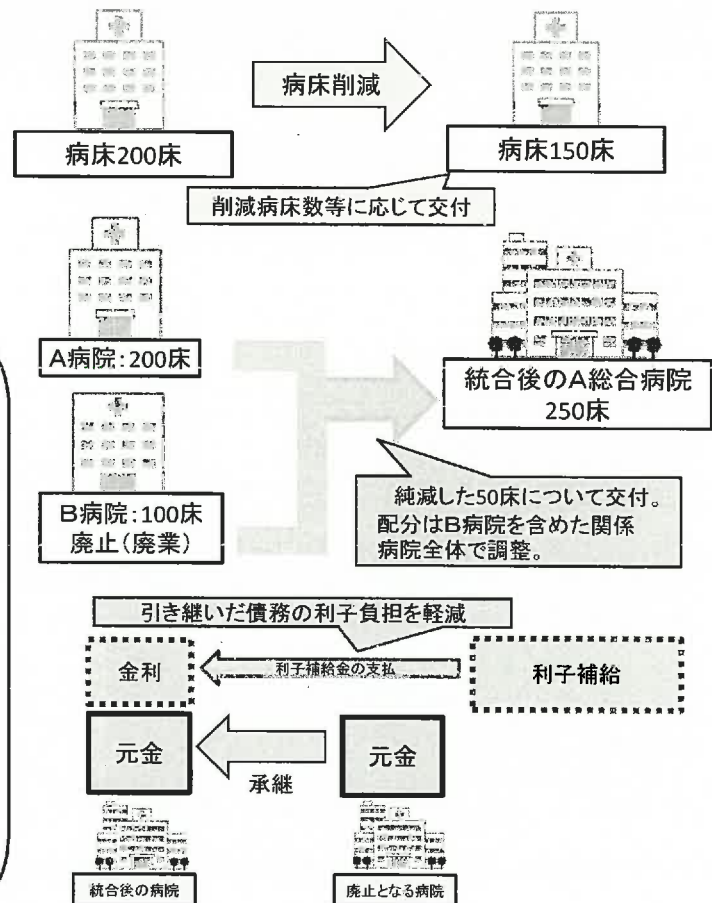 病床削減
病床200床
病床150床
削減病床数等に応じて交付
A病院:200床
B病院:100床
廃止(廃業)
統合後のA総合病院
250床
純減した50床について交付。
配分はB病院を含めた関係
病院全体で調整。
引き継いだ債務の利子負担を軽減
金利
利子補給金の支払
利子補給
元金
承継
元金
統合後の病院
廃止となる病院